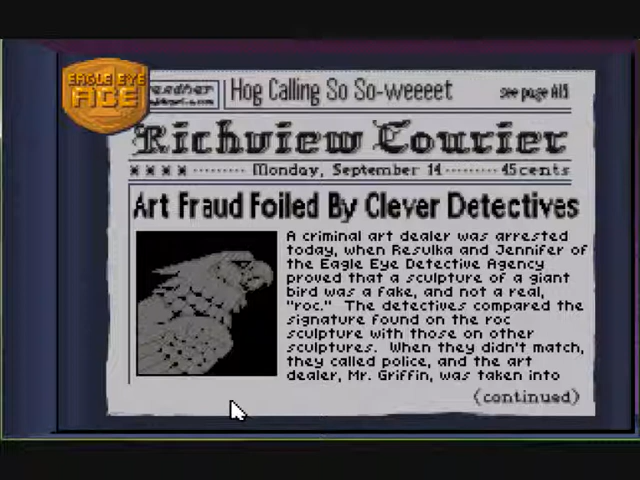 EAGLE EYE
ACE
Hog Calling So So-weeeet
see page A15
Richview Courier
Monday, September 14
45cents
Art Fraud Foiled By Clever Detectives
A criminal art dealer was arrested
today, when Resulka and Jennifer of
the Eagle Eye Detective Agency
proved that a sculpture of a giant
bird was a fake, and not a real,
"roc." The detectives compared the
signature found on the roc
sculpture with those on other
sculptures. When they didn't match,
they called police, and the art
dealer, Mr. Griffin, was taken into
(continued)